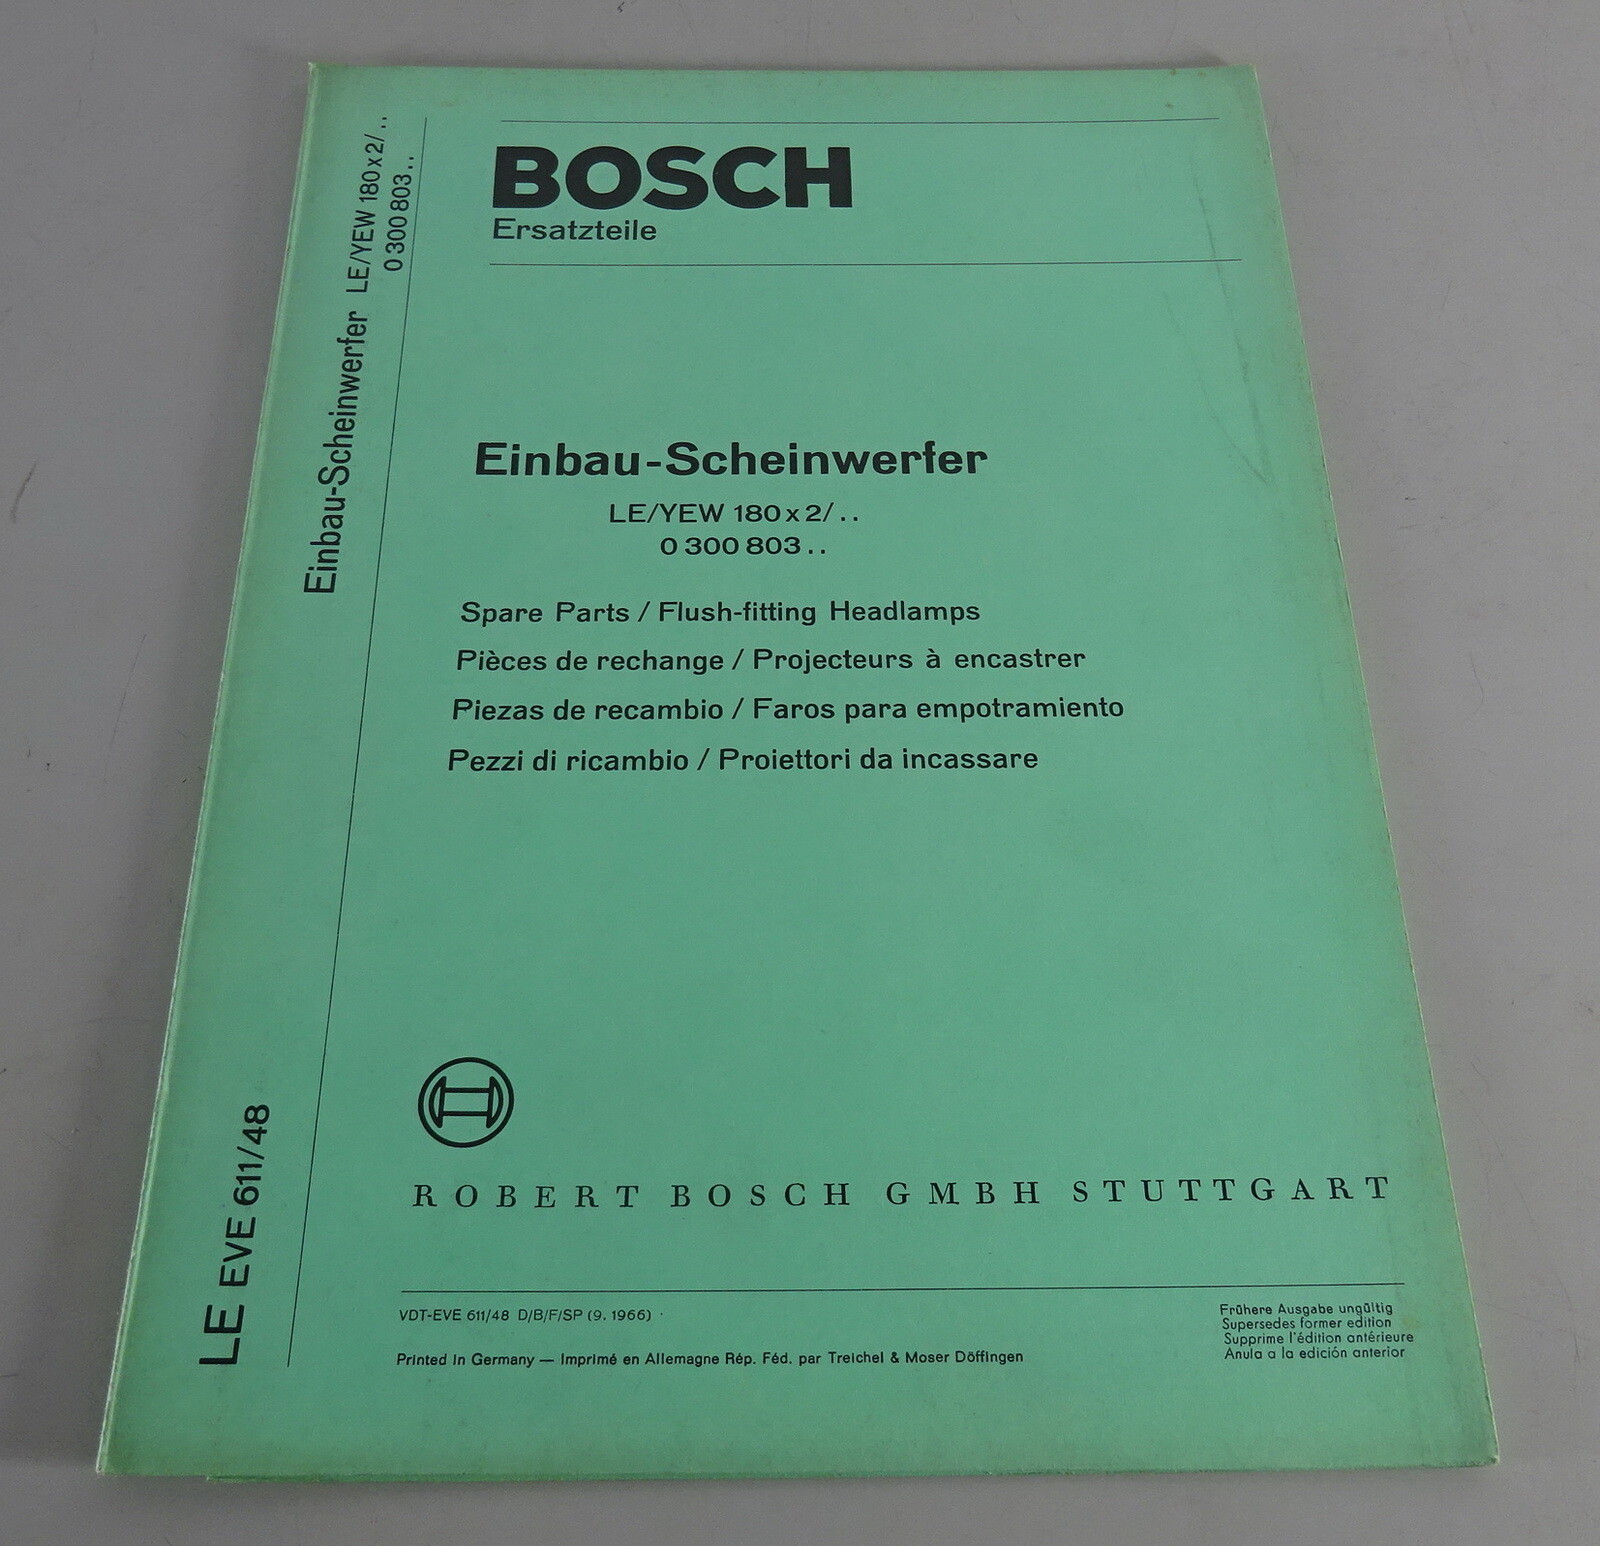 BOSCH
Ersatzteile
Einbau-Scheinwerfer LE/YEW 180 x 2/..
0 300 803..
Einbau-Scheinwerfer
LE/YEW 180 x 2/..
0 300 803..
Spare Parts / Flush-fitting Headlamps
Pièces de rechange / Projecteurs à encastrer
Piezas de recambio / Faros para empotramiento
Pezzi di ricambio / Proiettori da incassare
LE EVE 611/48
ROBERT BOSCH GMBH STUTTGART
VDT-EVE 611/48 D/B/F/SP (9. 1966)
Printed in Germany — Imprimé en Allemagne Rép. Féd. par Treichel & Moser Döffingen
Frühere Ausgabe ungültig
Supersedes former edition
Supprime l'édition antérieure
Anula a la edición anterior